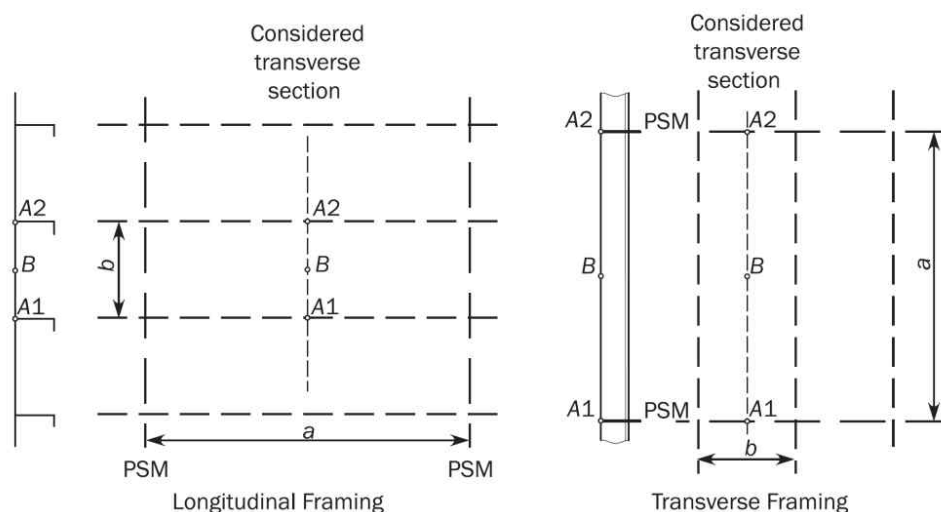 Considered
transverse
section
A2
B
A1
b
A2
B
A1
a
PSM
PSM
Longitudinal Framing
Considered
transverse
section
A2
PSM
A2
B
B
a
A1
PSM
A1
b
Transverse Framing